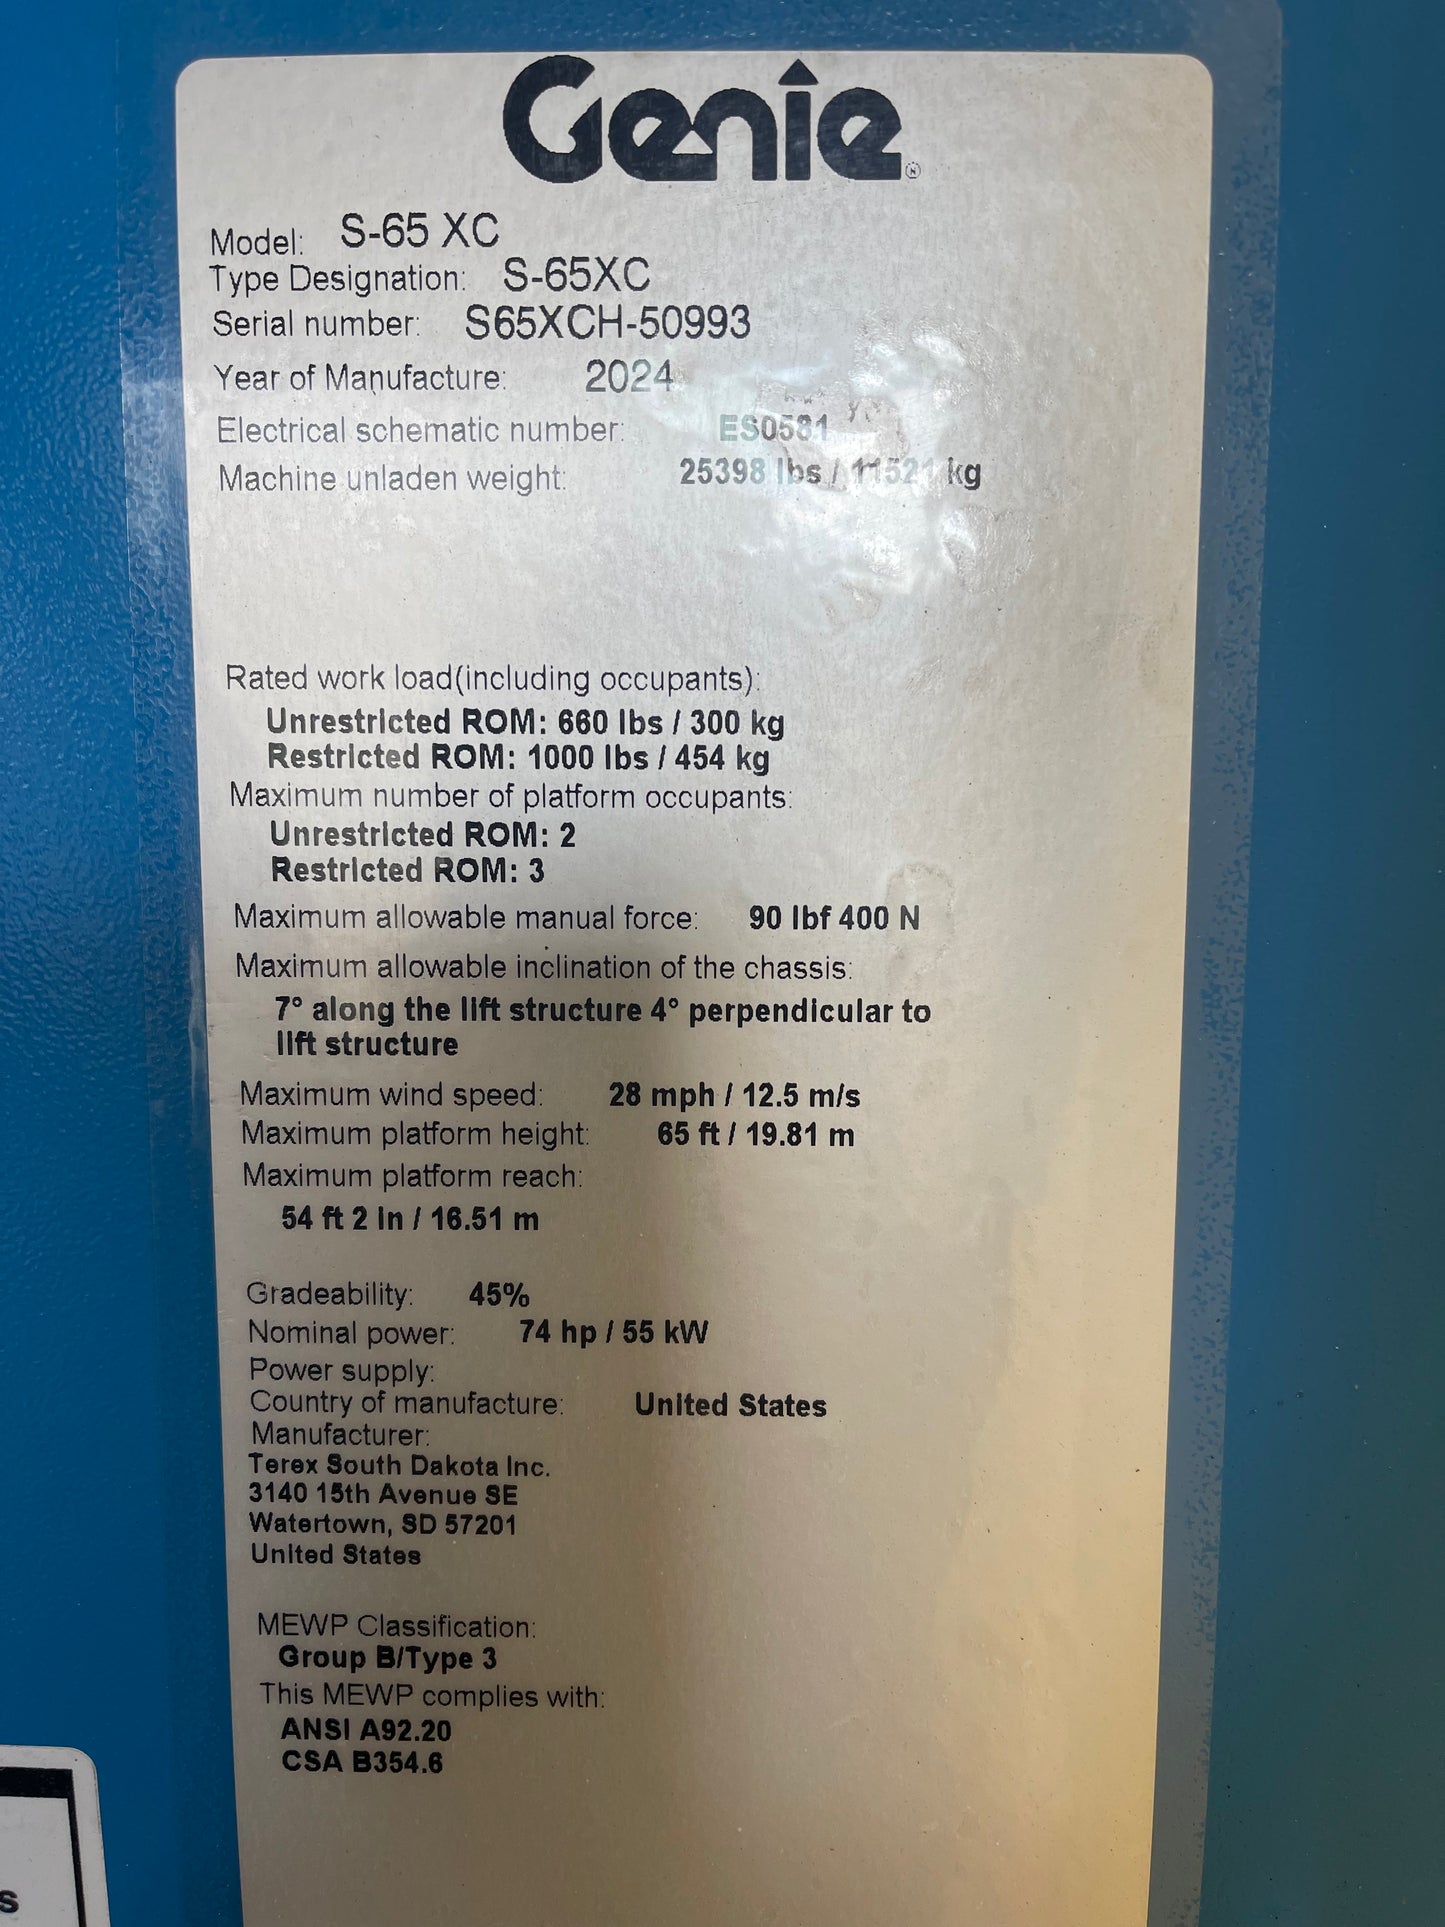 Genie
Model: S-65 XC
Type Designation: S-65XC
Serial number: S65XCH-50993
Year of Manufacture: 2024
Electrical schematic number: ES0581
Machine unladen weight: 25398 lbs / 11521 kg
Rated work load(including occupants):
Unrestricted ROM: 660 lbs / 300 kg
Restricted ROM: 1000 lbs / 454 kg
Maximum number of platform occupants:
Unrestricted ROM: 2
Restricted ROM: 3
Maximum allowable manual force: 90 lbf 400 N
Maximum allowable inclination of the chassis:
7° along the lift structure 4° perpendicular to
lift structure
Maximum wind speed: 28 mph / 12.5 m/s
Maximum platform height: 65 ft / 19.81 m
Maximum platform reach:
54 ft 2 in / 16.51 m
Gradeability: 45%
Nominal power: 74 hp / 55 kW
Power supply:
Country of manufacture: United States
Manufacturer:
Terex South Dakota Inc.
3140 15th Avenue SE
Watertown, SD 57201
United States
MEWP Classification:
Group B/Type 3
This MEWP complies with:
ANSI A92.20
CSA B354.6